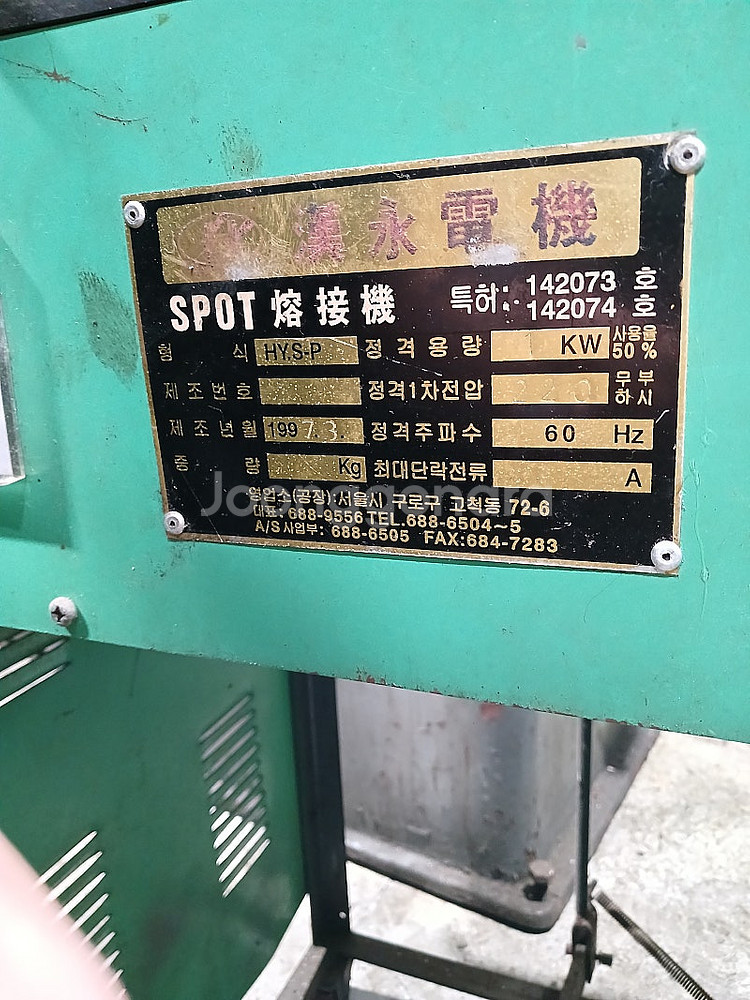 漢永電機
SPOT 熔接機 특허: 142073 호
142074 호
형 식 HY.S-P 정격용량 KW 사용율 50%
제조번호 정격1차전압 220 무부하시
제조년월 1997.3. 정격주파수 60 Hz
중 량 Kg 최대단락전류 A
영업소(공장):서울시 구로구 고척동 72-6
대표: 688-9556 TEL.688-6504~5
A/S 사업부: 688-6505 FAX:684-7283
Joonggonara